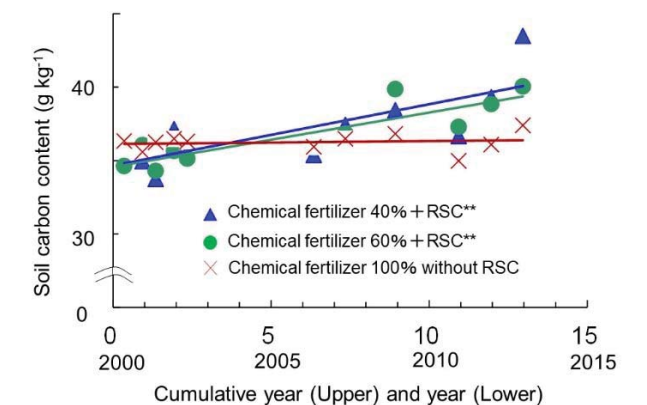 Soil carbon content (g kg⁻¹)
40
30
0
Chemical fertilizer 40%+RSC**
Chemical fertilizer 60%+RSC**
Chemical fertilizer 100% without RSC
0 5 10 15
2000 2005 2010 2015
Cumulative year (Upper) and year (Lower)